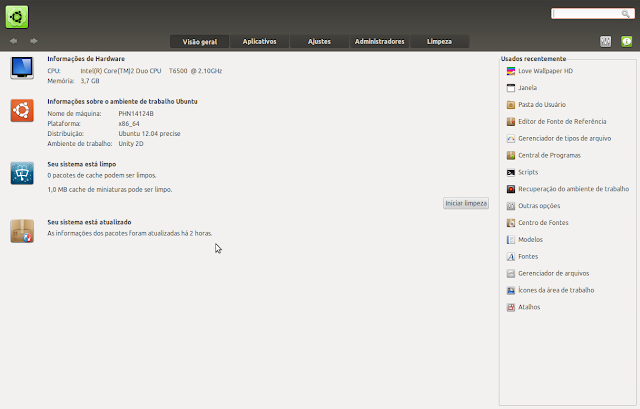 Visão geral
Aplicativos
Ajustes
Administradores
Limpeza
Informações de Hardware
CPU: Intel(R) Core(TM)2 Duo CPU T6500 @ 2.10GHz
Memória: 3,7 GB
Informações sobre o ambiente de trabalho Ubuntu
Nome de máquina: PHN14124B
Plataforma: x86_64
Distribuição: Ubuntu 12.04 precise
Ambiente de trabalho: Unity 2D
Seu sistema está limpo
0 pacotes de cache podem ser limpos.
1,0 MB cache de miniaturas pode ser limpo.
Iniciar limpeza
Seu sistema está atualizado
As informações dos pacotes foram atualizadas há 2 horas.
Usados recentemente
Love Wallpaper HD
Janela
Pasta do Usuário
Editor de Fonte de Referência
Gerenciador de tipos de arquivo
Central de Programas
Scripts
Recuperação do ambiente de trabalho
Outras opções
Centro de Fontes
Modelos
Fontes
Gerenciador de arquivos
Ícones da área de trabalho
Atalhos